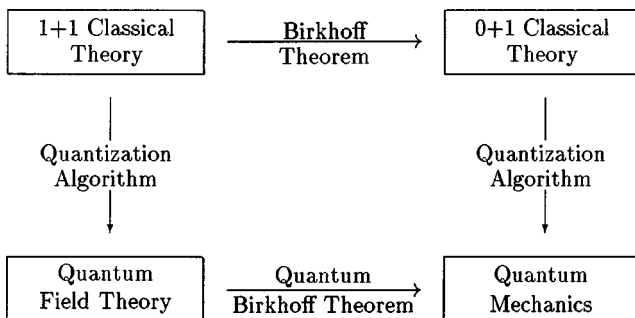 1+1 Classical
Theory
Birkhoff
Theorem
0+1 Classical
Theory
Quantization
Algorithm
Quantization
Algorithm
Quantum
Field Theory
Quantum
Birkhoff Theorem
Quantum
Mechanics